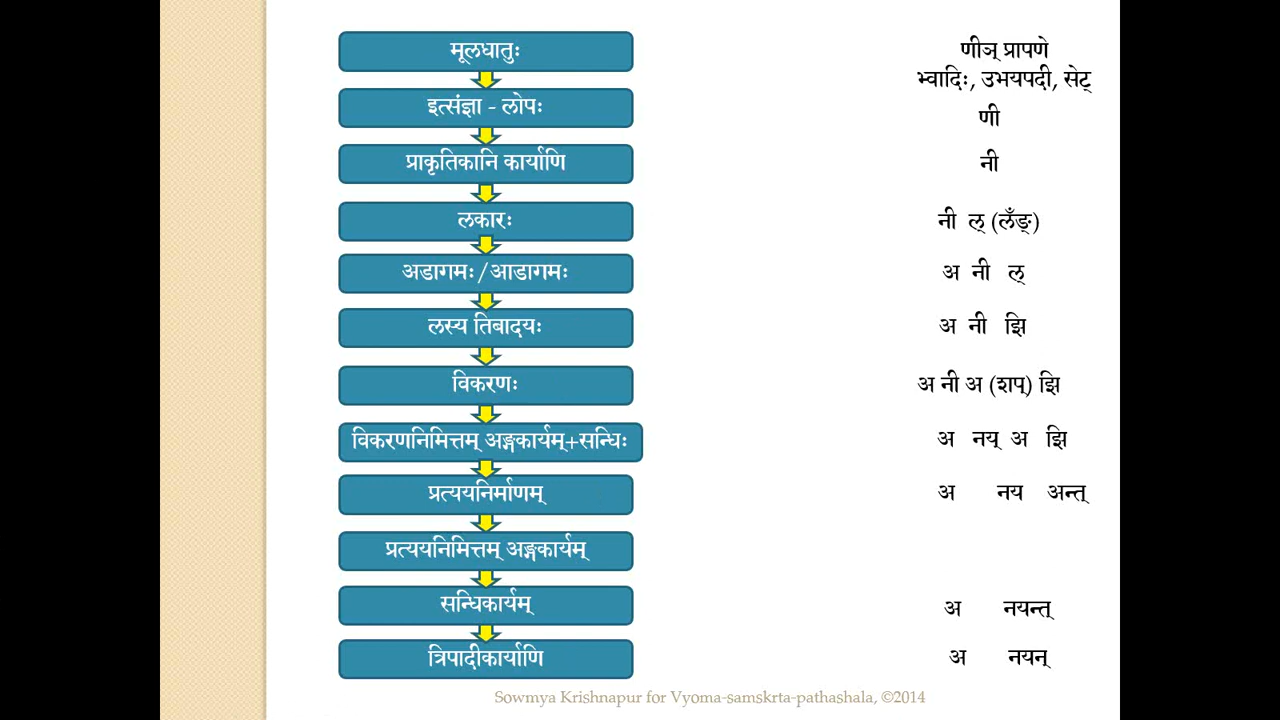 मूलधातुः
णीञ् प्रापणे
भ्वादिः, उभयपदी, सेट्
इत्संज्ञा - लोपः
णी
प्राकृतिकानि कार्याणि
नी
लकारः
नी ल् (लँङ्)
अडागमः / आडागमः
अ नी ल्
लस्य तिबादयः
अ नी झि
विकरणः
अ नी अ (शप्) झि
विकरणनिमित्तम् अङ्गकार्यम्+सन्धिः
अ नय् अ झि
प्रत्ययनिर्माणम्
अ नय अन्त्
प्रत्ययनिमित्तम् अङ्गकार्यम्
सन्धिकार्यम्
अ नयन्त्
त्रिपादीकार्याणि
अ नयन्
Sowmya Krishnapur for Vyoma-samskrta-pathashala, ©2014